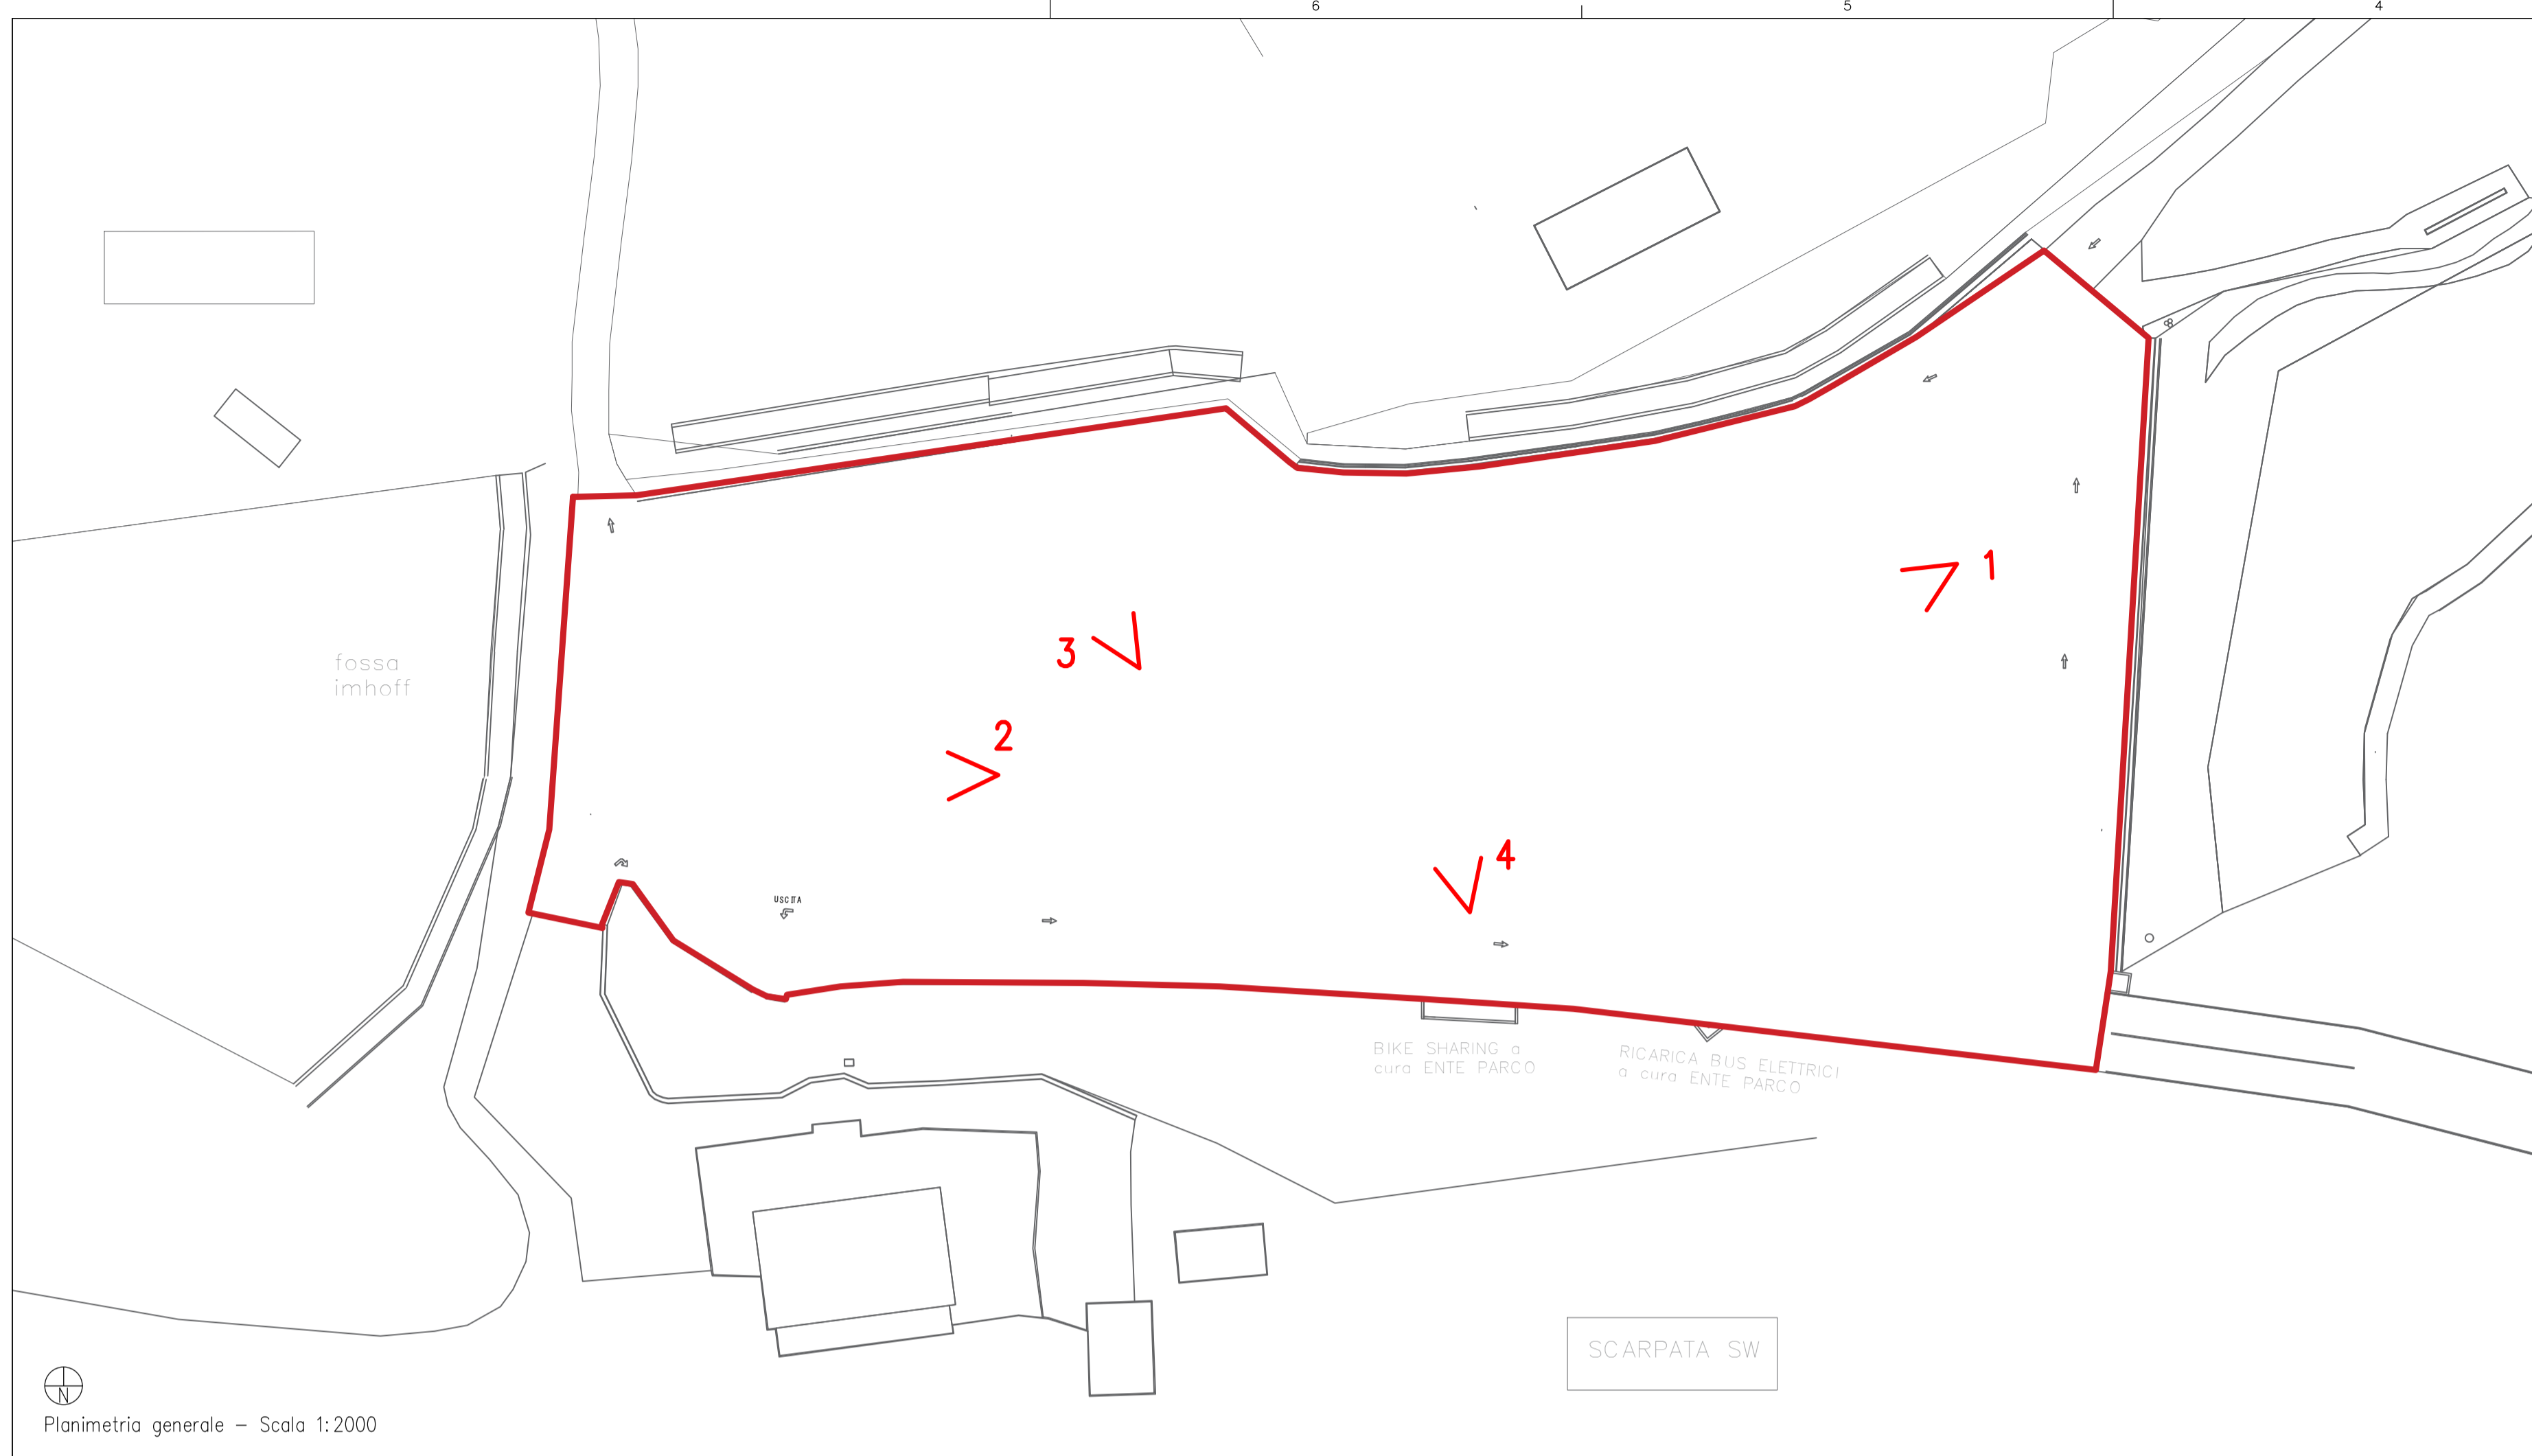 6 5 4
1
fossa
imhoff
3
2
4
USCITA
BIKE SHARING a
cura ENTE PARCO
RICARICA BUS ELETTRICI
a cura ENTE PARCO
SCARPATA SW
N
Planimetria generale – Scala 1:2000